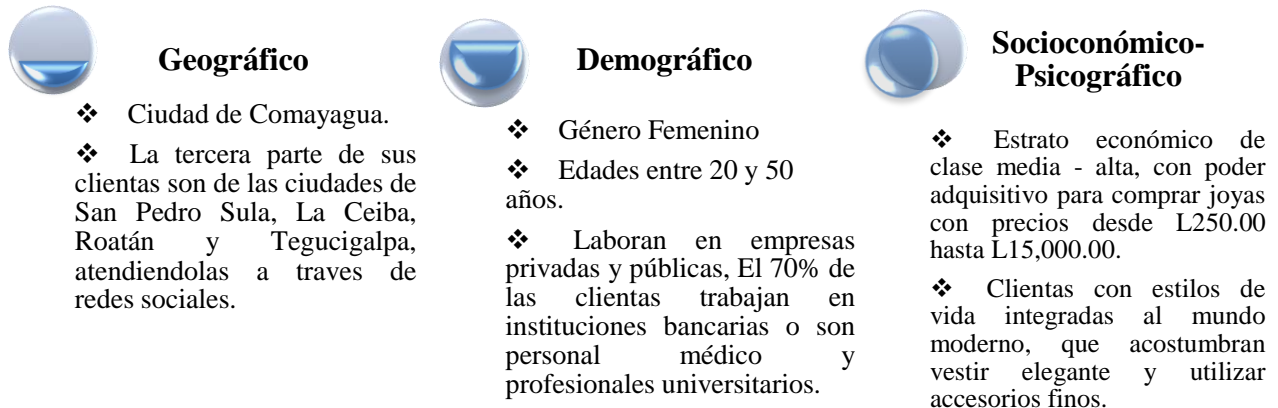 Geográfico
❖ Ciudad de Comayagua.
❖ La tercera parte de sus
clientas son de las ciudades de
San Pedro Sula, La Ceiba,
Roatán y Tegucigalpa,
atendiendolas a traves de
redes sociales.
Demográfico
❖ Género Femenino
❖ Edades entre 20 y 50
años.
❖ Laboran en empresas
privadas y públicas, El 70% de
las clientas trabajan en
instituciones bancarias o son
personal médico y
profesionales universitarios.
Socioconómico-
Psicográfico
❖ Estrato económico de
clase media - alta, con poder
adquisitivo para comprar joyas
con precios desde L250.00
hasta L15,000.00.
❖ Clientas con estilos de
vida integradas al mundo
moderno, que acostumbran
vestir elegante y utilizar
accesorios finos.